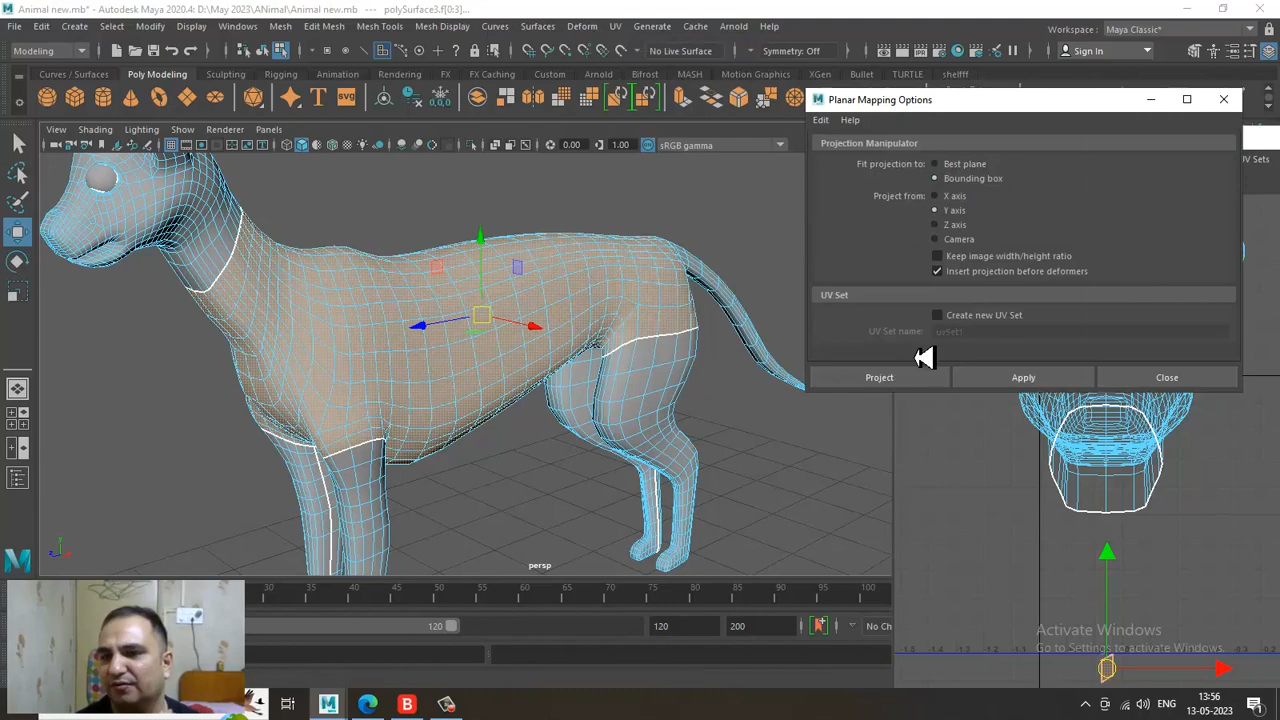 Animal new.mb* - Autodesk Maya 2020.4: D:\May 2023\ANimal\Animal new.mb* --- polySurface3.f[0:3]...
File Edit Create Select Modify Display Windows Mesh Edit Mesh Mesh Tools Mesh Display Curves Surfaces Deform UV Generate Cache Arnold Help
Workspace : Maya Classic*
Modeling
No Live Surface
Symmetry: Off
Sign In
Curves / Surfaces Poly Modeling Sculpting Rigging Animation Rendering FX FX Caching Custom Arnold Bifrost MASH Motion Graphics XGen Bullet TURTLE shelfff
SVG
0,0,0
View Shading Lighting Show Renderer Panels
0.00 1.00 sRGB gamma
Planar Mapping Options
Edit Help
Projection Manipulator
Fit projection to: Best plane
Bounding box
Project from: X axis
Y axis
Z axis
Camera
Keep image width/height ratio
Insert projection before deformers
UV Set
Create new UV Set
UV Set name: uvSet1
Project Apply Close
UV Sets
persp
30 35 40 45 50 55 60 65 70 75 80 85 90 95 100
120 120 200 No Ch
Activate Windows
Go to Settings to activate Windows.
ENG
13:56
13-05-2023